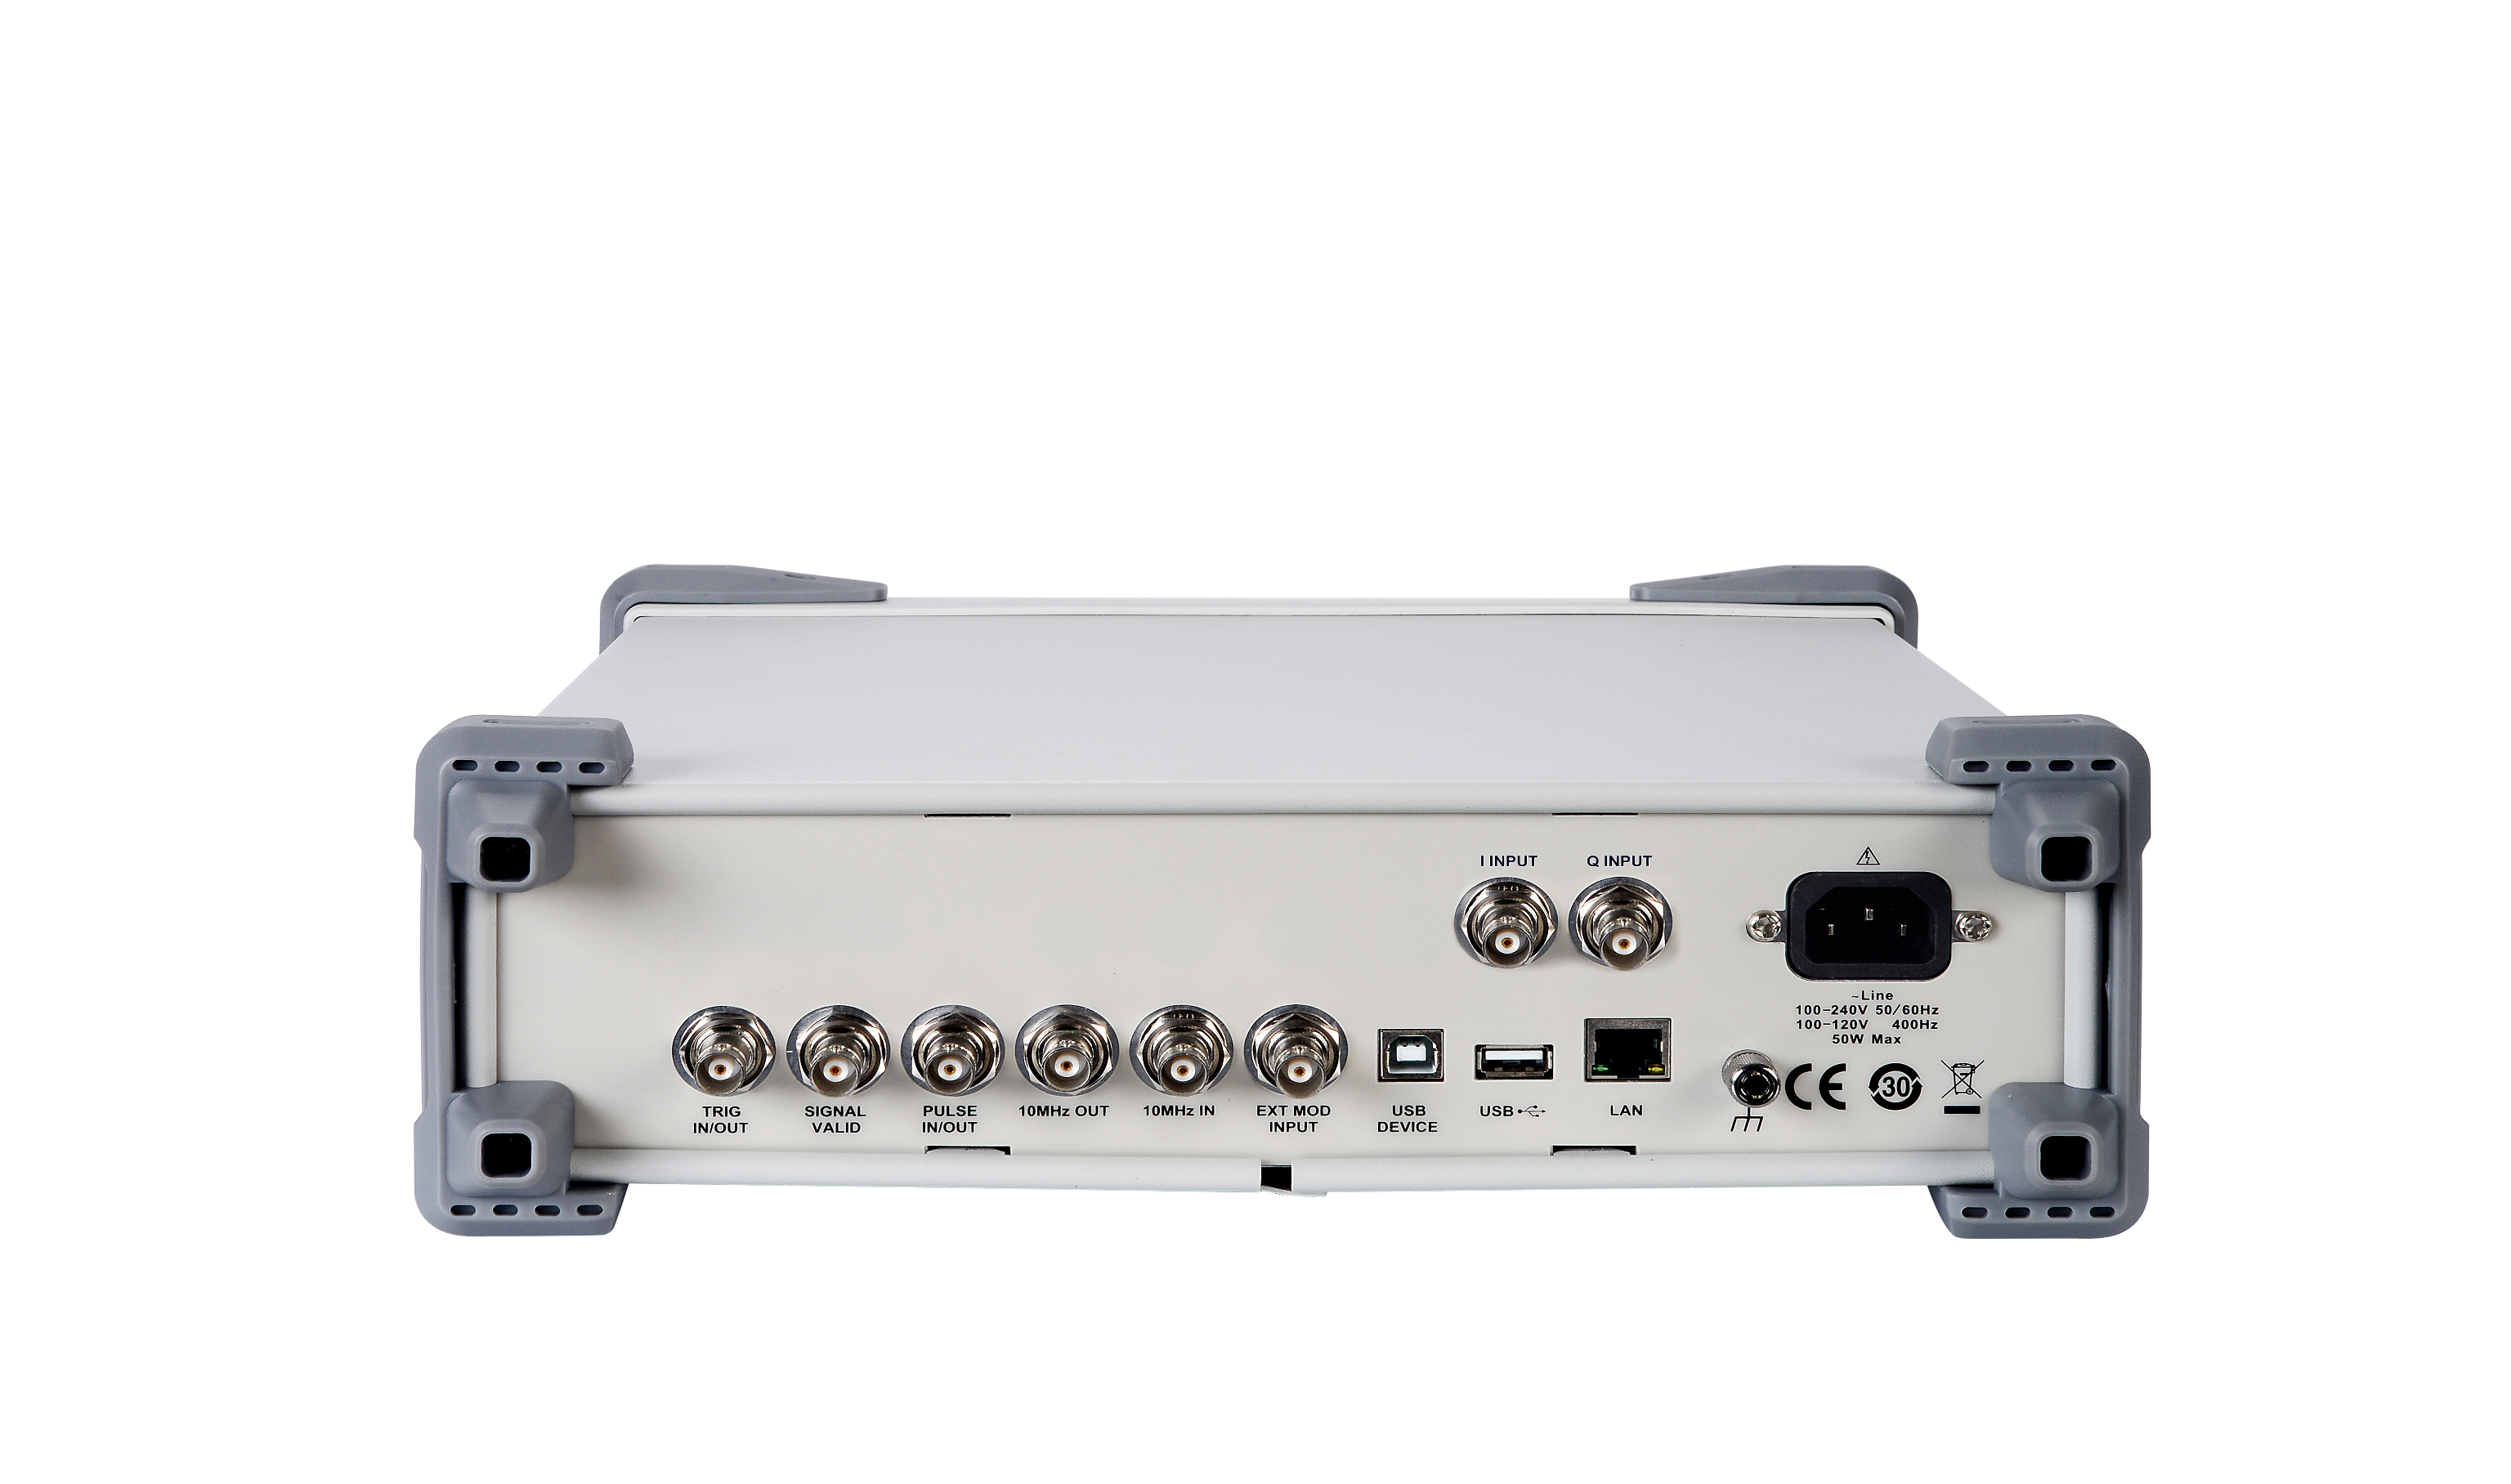 I INPUT
Q INPUT
~Line
100-240V 50/60Hz
100-120V 400Hz
50W Max
TRIG
IN/OUT
SIGNAL
VALID
PULSE
IN/OUT
10MHz OUT
10MHz IN
EXT MOD
INPUT
USB
DEVICE
USB
LAN
CE
30